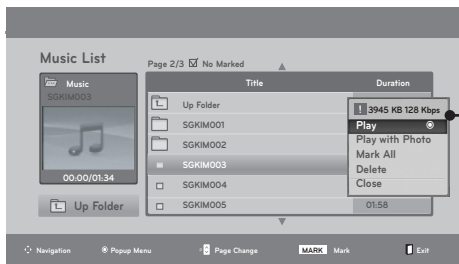 Music List
Page 2/3 No Marked
Music
SGKIM003
00:00/01:34
Up Folder
Title
Duration
Up Folder
SGKIM001
SGKIM002
SGKIM003
SGKIM004
SGKIM005
01:58
3945 KB 128 Kbps
Play
Play with Photo
Mark All
Delete
Close
Navigation
Popup Menu
P Page Change
MARK Mark
Exit